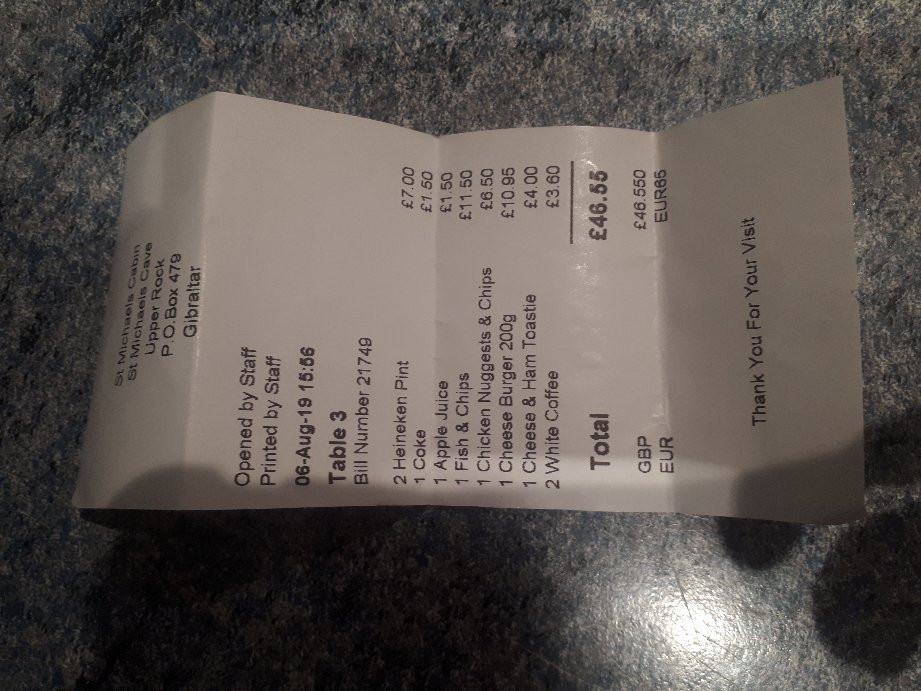 St Michaels Cabin
St Michaels Cave
Upper Rock
P.O.Box 479
Gibraltar
Opened by Staff
Printed by Staff
06-Aug-19 15:56
Table 3
Bill Number 21749
2 Heineken Pint £7.00
1 Coke £1.50
1 Apple Juice £1.50
1 Fish & Chips £11.50
1 Chicken Nuggests & Chips £6.50
1 Cheese Burger 200g £10.95
1 Cheese & Ham Toastie £4.00
2 White Coffee £3.60
Total £46.55
GBP £46.550
EUR EUR65
Thank You For Your Visit